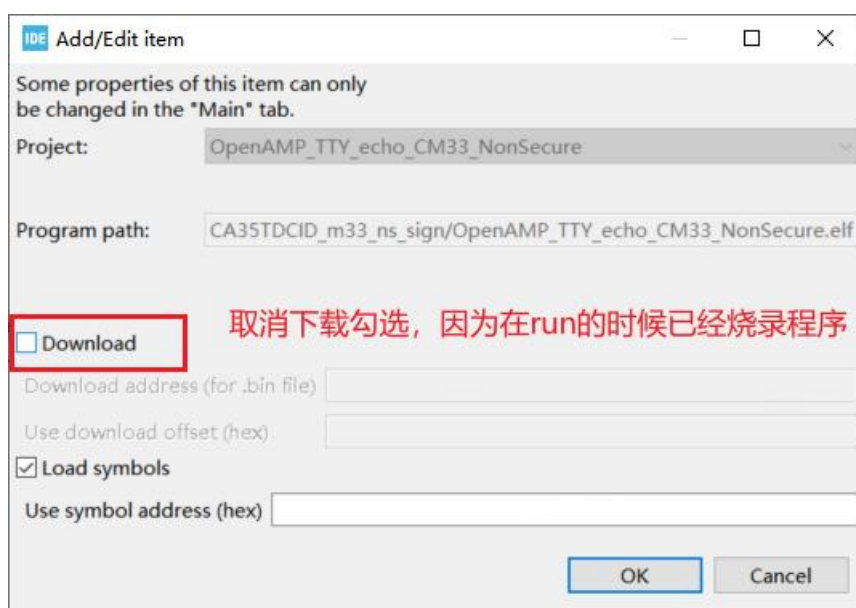 IDE Add/Edit item
Some properties of this item can only
be changed in the "Main" tab.
Project: OpenAMP_TTY_echo_CM33_NonSecure
Program path: CA35TDCID_m33_ns_sign/OpenAMP_TTY_echo_CM33_NonSecure.elf
取消下载勾选，因为在run的时候已经烧录程序
Download
Download address (for .bin file)
Use download offset (hex)
Load symbols
Use symbol address (hex)
OK Cancel